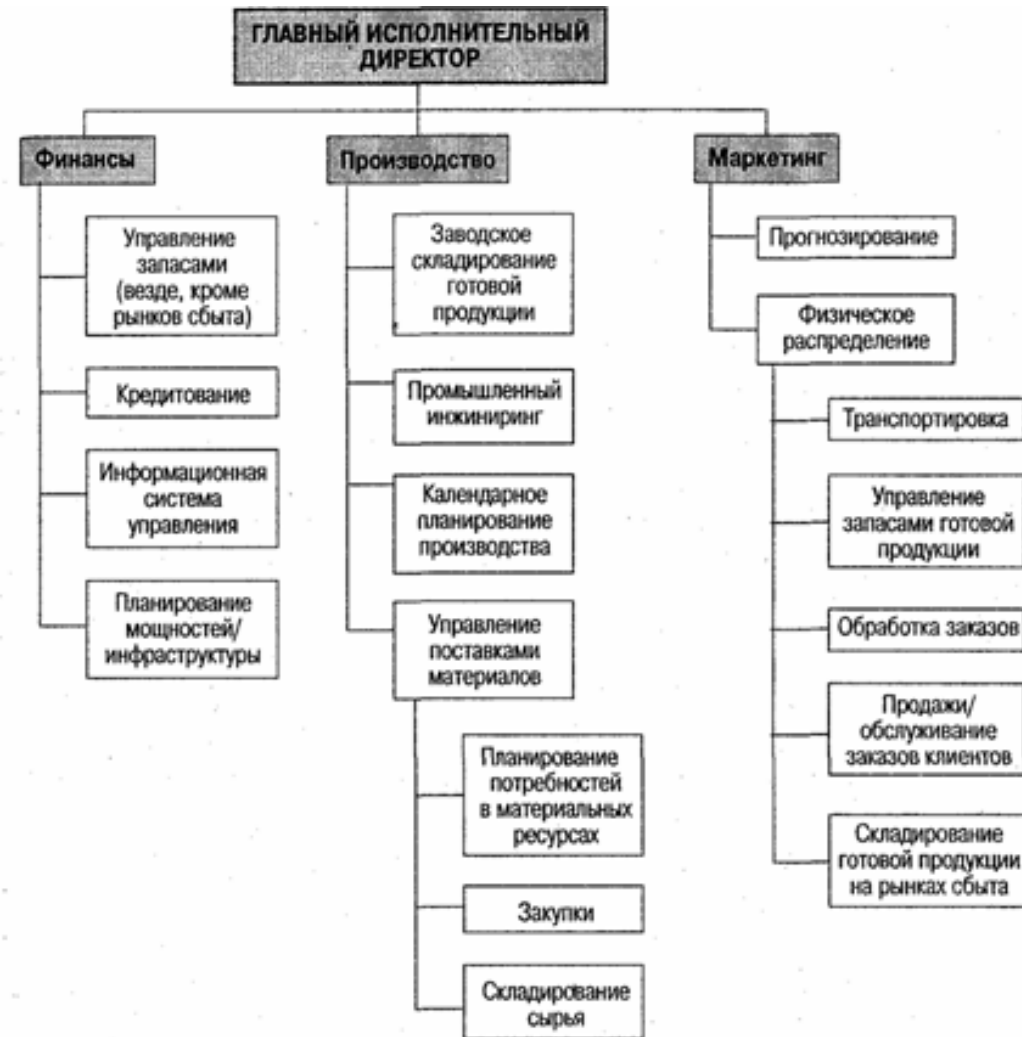 ГЛАВНЫЙ ИСПОЛНИТЕЛЬНЫЙ
ДИРЕКТОР
Финансы
Управление
запасами
(везде, кроме
рынков сбыта)
Кредитование
Информационная
система
управления
Планирование
мощностей/
инфраструктуры
Производство
Заводское
складирование
готовой
продукции
Промышленный
инжиниринг
Календарное
планирование
производства
Управление
поставками
материалов
Планирование
потребностей
в материальных
ресурсах
Закупки
Складирование
сырья
Маркетинг
Прогнозирование
Физическое
распределение
Транспортировка
Управление
запасами готовой
продукции
Обработка заказов
Продажи/
обслуживание
заказов клиентов
Складирование
готовой продукции
на рынках сбыта